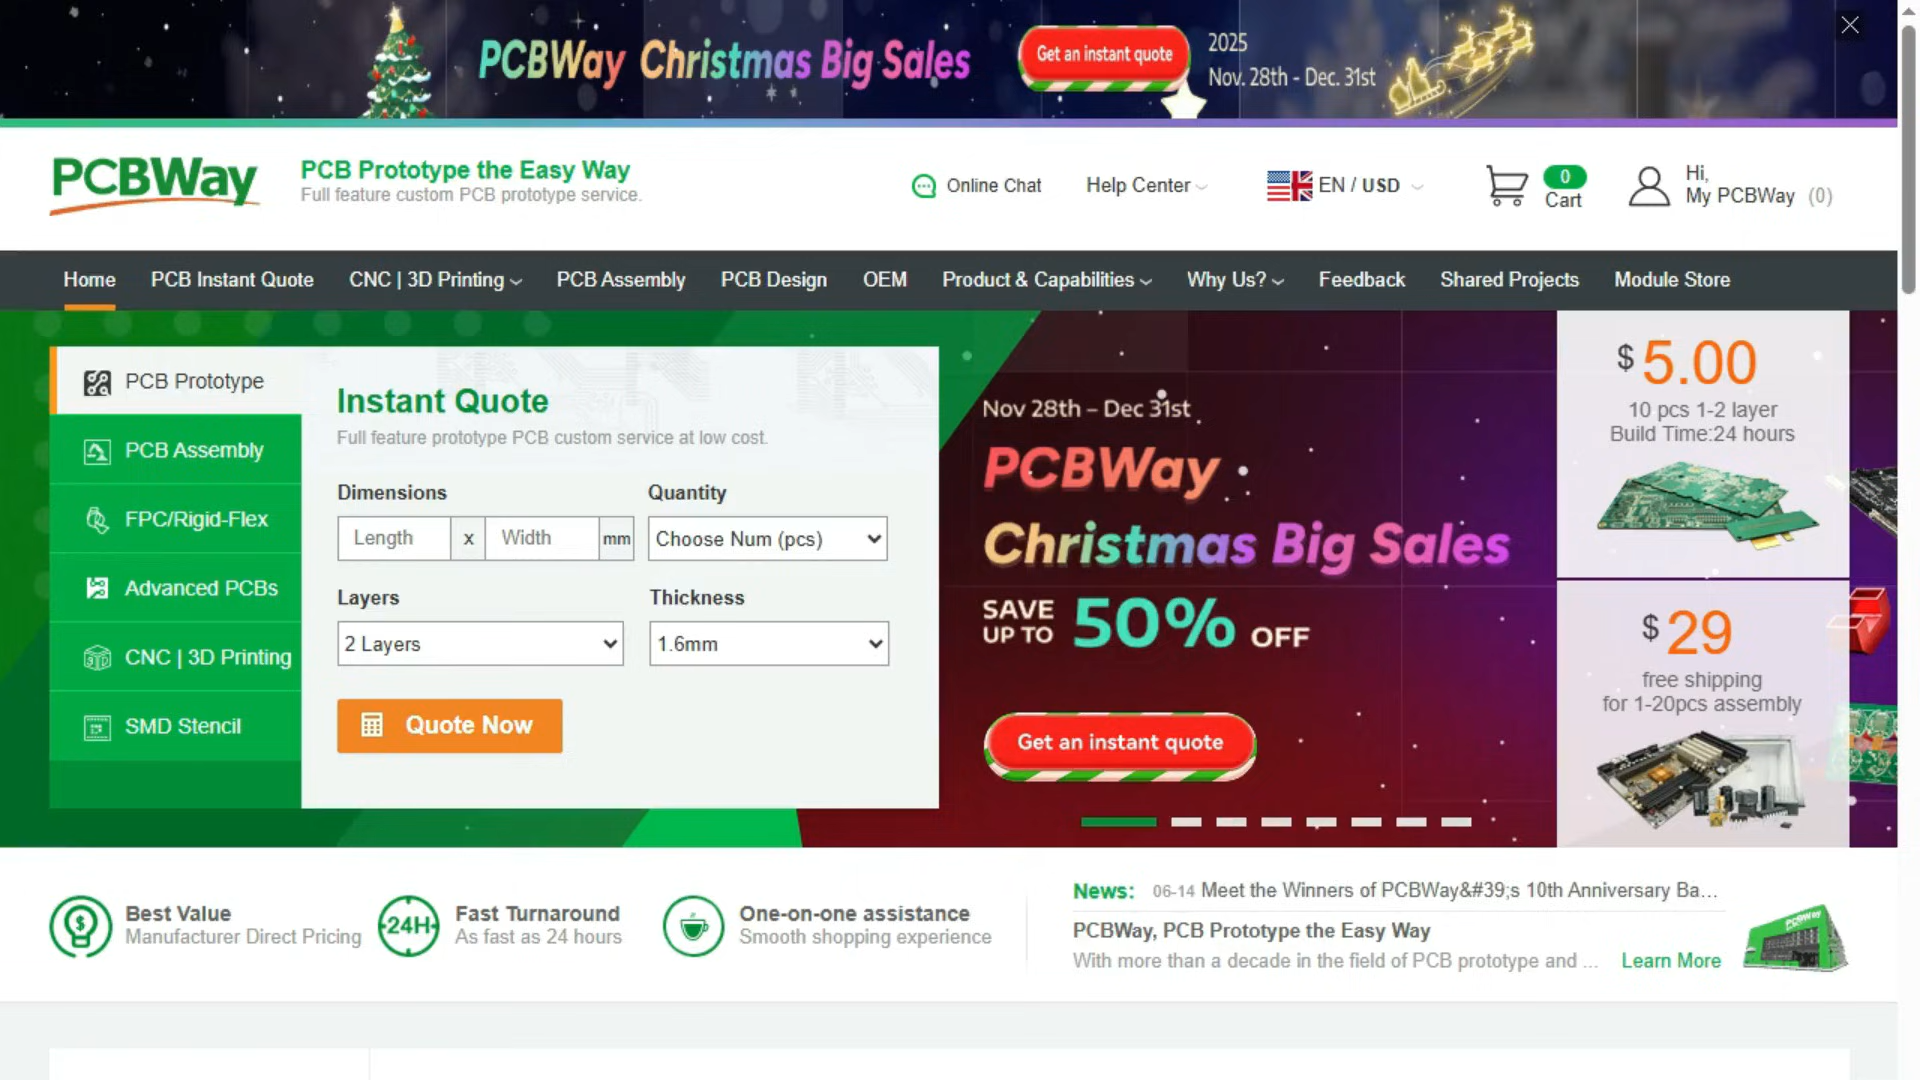 PCBWay Christmas Big Sales
Get an instant quote
2025
Nov. 28th - Dec. 31st
PCBWay
PCB Prototype the Easy Way
Full feature custom PCB prototype service.
Online Chat
Help Center
EN / USD
0
Cart
Hi,
My PCBWay (0)
Home
PCB Instant Quote
CNC | 3D Printing
PCB Assembly
PCB Design
OEM
Product & Capabilities
Why Us?
Feedback
Shared Projects
Module Store
PCB Prototype
PCB Assembly
FPC/Rigid-Flex
Advanced PCBs
CNC | 3D Printing
SMD Stencil
Instant Quote
Full feature prototype PCB custom service at low cost.
Dimensions
Quantity
Length x Width mm
Choose Num (pcs)
Layers
Thickness
2 Layers
1.6mm
Quote Now
Nov 28th – Dec 31st
PCBWay
Christmas Big Sales
SAVE
UP TO
50% OFF
Get an instant quote
$ 5.00
10 pcs 1-2 layer
Build Time:24 hours
$ 29
free shipping
for 1-20pcs assembly
Best Value
Manufacturer Direct Pricing
24H
Fast Turnaround
As fast as 24 hours
One-on-one assistance
Smooth shopping experience
News: 06-14 Meet the Winners of PCBWay&#39;s 10th Anniversary Ba...
PCBWay, PCB Prototype the Easy Way
With more than a decade in the field of PCB prototype and ... Learn More
PCBWay